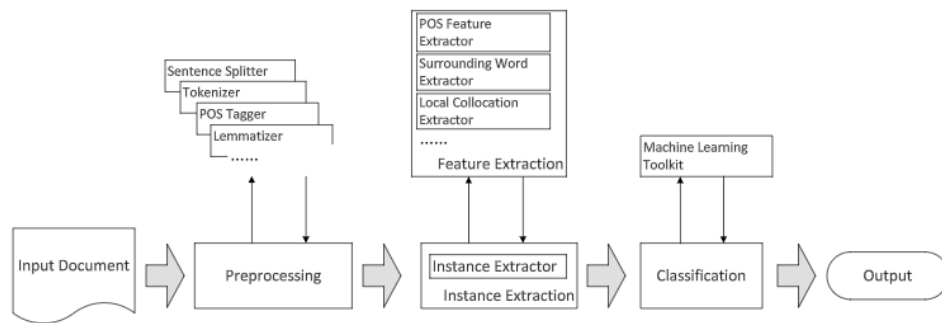 POS Feature
Extractor
Surrounding Word
Extractor
Local Collocation
Extractor
......
Feature Extraction
Sentence Splitter
Tokenizer
POS Tagger
Lemmatizer
......
Machine Learning
Toolkit
Input Document
Preprocessing
Instance Extractor
Instance Extraction
Classification
Output